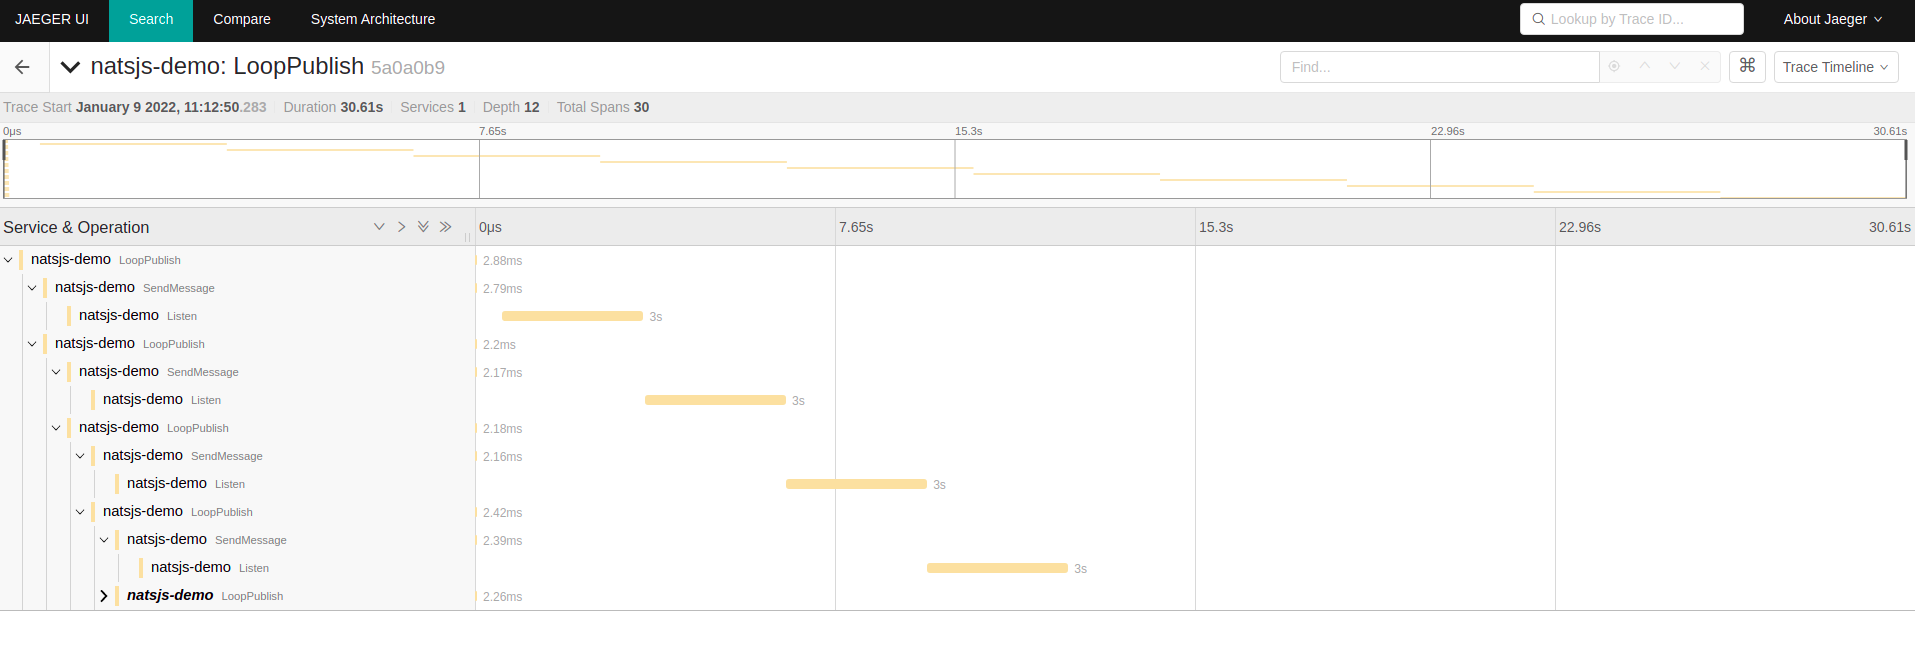 JAEGER UI Search Compare System Architecture Lookup by Trace ID... About Jaeger
natsjs-demo: LoopPublish 5a0a0b9 Find... ⌘ Trace Timeline
Trace Start January 9 2022, 11:12:50.283 Duration 30.61s Services 1 Depth 12 Total Spans 30
0μs 7.65s 15.3s 22.96s 30.61s
Service & Operation 0μs 7.65s 15.3s 22.96s 30.61s
natsjs-demo LoopPublish 2.88ms
natsjs-demo SendMessage 2.79ms
natsjs-demo Listen 3s
natsjs-demo LoopPublish 2.2ms
natsjs-demo SendMessage 2.17ms
natsjs-demo Listen 3s
natsjs-demo LoopPublish 2.18ms
natsjs-demo SendMessage 2.16ms
natsjs-demo Listen 3s
natsjs-demo LoopPublish 2.42ms
natsjs-demo SendMessage 2.39ms
natsjs-demo Listen 3s
natsjs-demo LoopPublish 2.26ms